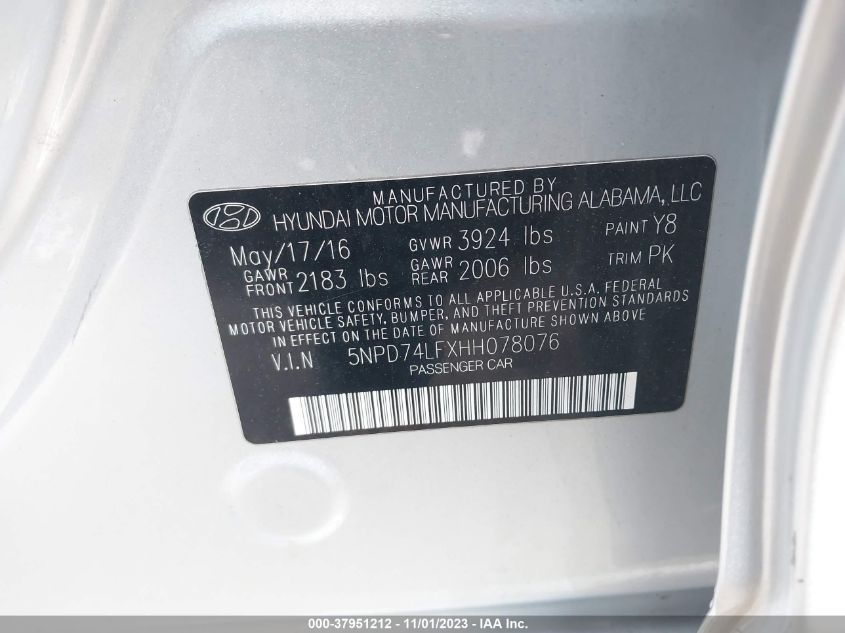 MANUFACTURED BY
HYUNDAI MOTOR MANUFACTURING ALABAMA, LLC
May/17/16 GVWR 3924 lbs PAINT Y8
GAWR FRONT 2183 lbs GAWR REAR 2006 lbs TRIM PK
THIS VEHICLE CONFORMS TO ALL APPLICABLE U.S.A. FEDERAL
MOTOR VEHICLE SAFETY, BUMPER, AND THEFT PREVENTION STANDARDS
IN EFFECT ON THE DATE OF MANUFACTURE SHOWN ABOVE
V.I.N 5NPD74LFXHH078076
PASSENGER CAR
000-37951212 - 11/01/2023 - Copyright © 2023 IAA, Inc.